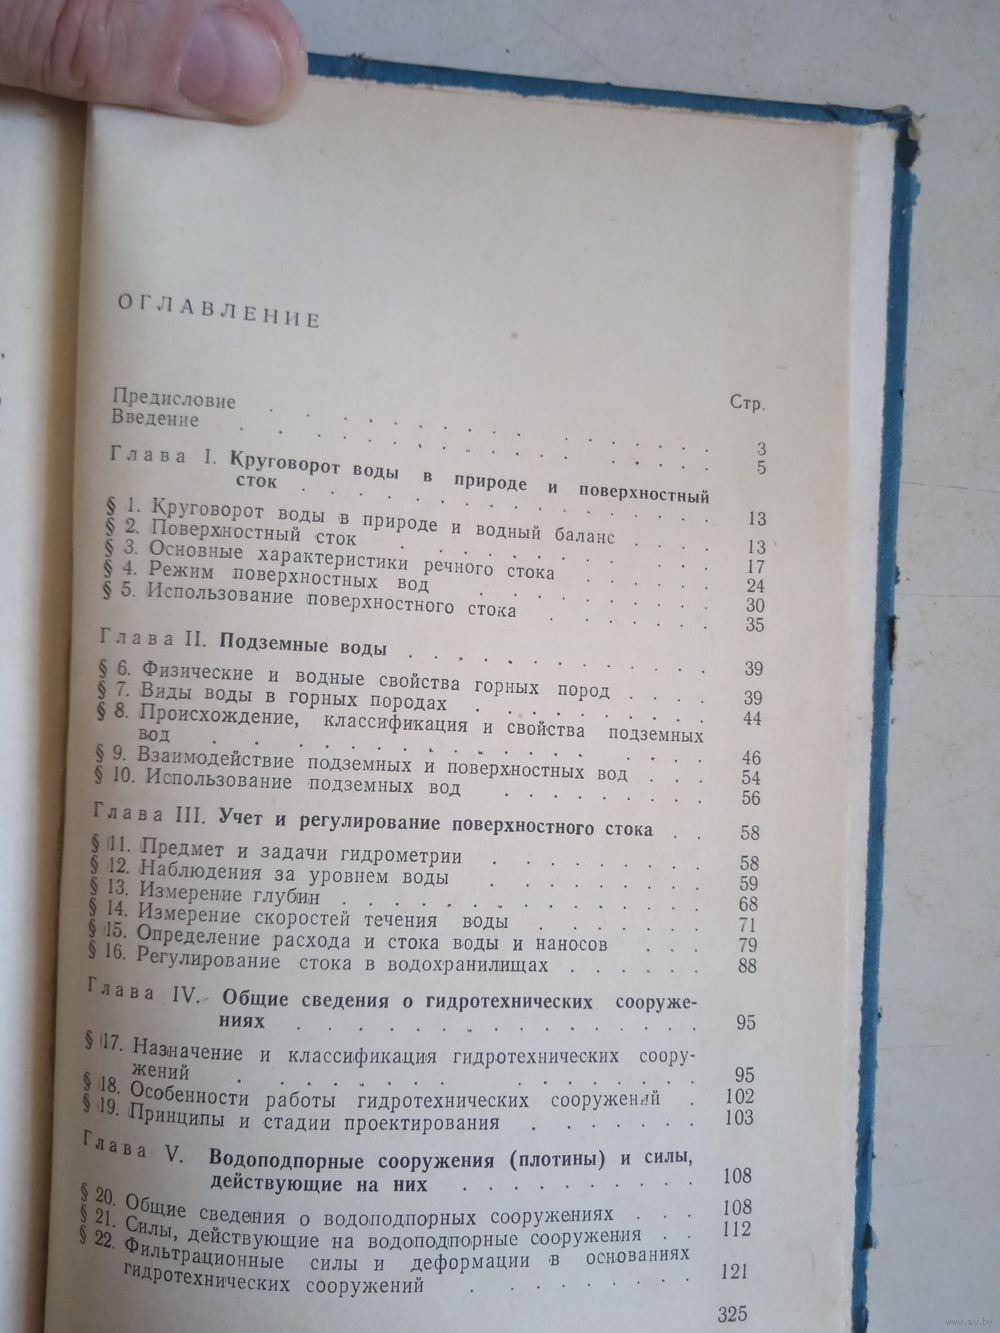 ОГЛАВЛЕНИЕ
Стр.
Предисловие . . . . . . . . . . . . 3
Введение . . . . . . . . . . . . 5
Глава I. Круговорот воды в природе и поверхностный
сток . . . . . . . . . . . . 13
§ 1. Круговорот воды в природе и водный баланс . . . . 13
§ 2. Поверхностный сток . . . . . . . . . 17
§ 3. Основные характеристики речного стока . . . . . . 24
§ 4. Режим поверхностных вод . . . . . . . . 30
§ 5. Использование поверхностного стока . . . . . . 35
Глава II. Подземные воды . . . . . . . . . . . 39
§ 6. Физические и водные свойства горных пород . . . . 39
§ 7. Виды воды в горных породах . . . . . . . . 44
§ 8. Происхождение, классификация и свойства подземных
вод . . . . . . . . . . . . 46
§ 9. Взаимодействие подземных и поверхностных вод . . . 54
§ 10. Использование подземных вод . . . . . . . . 56
Глава III. Учет и регулирование поверхностного стока . . 58
§ 11. Предмет и задачи гидрометрии . . . . . . . 58
§ 12. Наблюдения за уровнем воды . . . . . . . 59
§ 13. Измерение глубин . . . . . . . . . . . 68
§ 14. Измерение скоростей течения воды . . . . . . 71
§ 15. Определение расхода и стока воды и наносов . . . 79
§ 16. Регулирование стока в водохранилищах . . . . . 88
Глава IV. Общие сведения о гидротехнических сооруже-
ниях . . . . . . . . . . . . . . 95
§ 17. Назначение и классификация гидротехнических соору-
жений . . . . . . . . . . . . 95
§ 18. Особенности работы гидротехнических сооружений . 102
§ 19. Принципы и стадии проектирования . . . . . . 103
Глава V. Водоподпорные сооружения (плотины) и силы,
действующие на них . . . . . . . . . 108
§ 20. Общие сведения о водоподпорных сооружениях . . . 108
§ 21. Силы, действующие на водоподпорные сооружения . . 112
§ 22. Фильтрационные силы и деформации в основаниях
гидротехнических сооружений . . . . . . . 121
325
www.ay.by